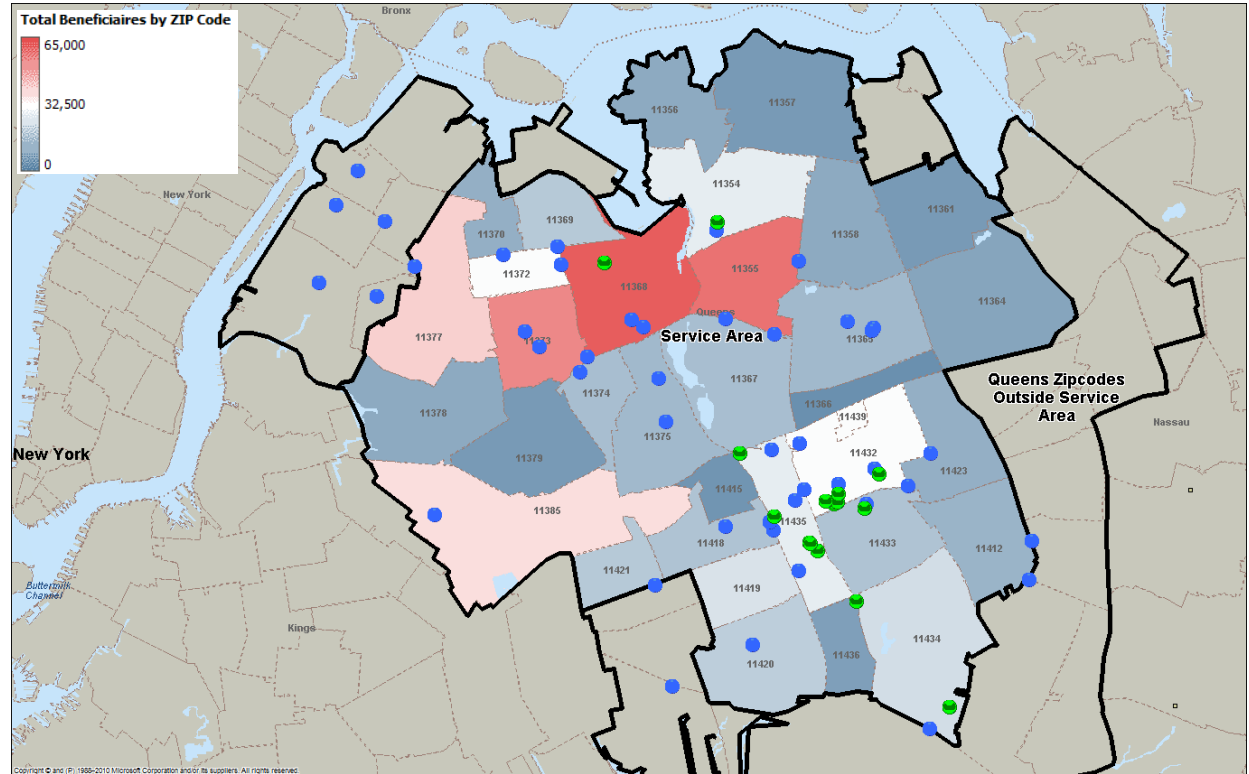 Total Beneficiaires by ZIP Code
65,000
32,500
0
Bronx
11356
11357
New York
11354
11361
11369
11370
11358
11372
11355
11368
11364
Queens
11377
11373
Service Area
11365
11367
Queens Zipcodes
Outside Service
Area
11374
11366
11378
11439
Nassau
11375
11432
New York
11379
11423
11415
11385
11435
11418
11433
11412
11421
11419
Buttermilk
Channel
Kings
11434
11436
11420
Copyright © and (P) 1988–2010 Microsoft Corporation and/or its suppliers. All rights reserved.